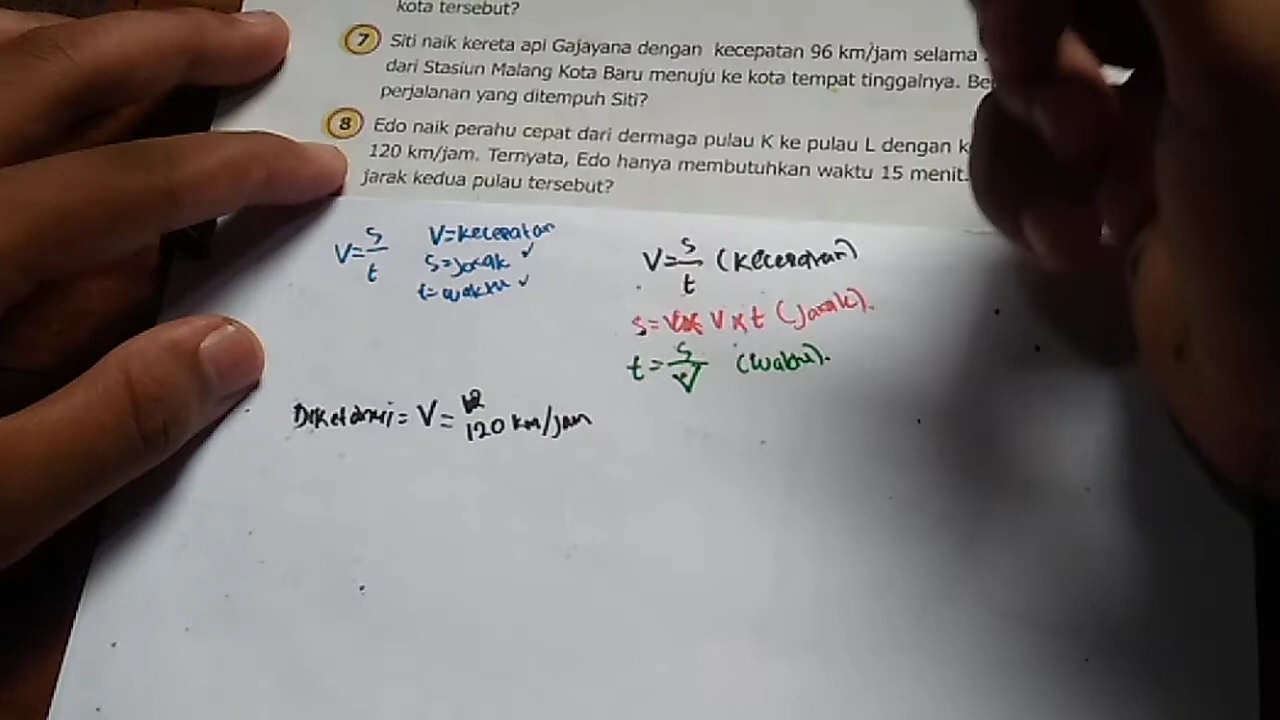 kota tersebut?
7 Siti naik kereta api Gajayana dengan kecepatan 96 km/jam selama
dari Stasiun Malang Kota Baru menuju ke kota tempat tinggalnya. Be
perjalanan yang ditempuh Siti?
8 Edo naik perahu cepat dari dermaga pulau K ke pulau L dengan k
120 km/jam. Ternyata, Edo hanya membutuhkan waktu 15 menit.
jarak kedua pulau tersebut?
V=s/t
V=kecepatan
s=jarak ✓
t=waktu ✓
V=s/t (kecepatan)
s= V x t (Jarak).
t=s/v (waktu).
Diketahui= V= 120 km/jam